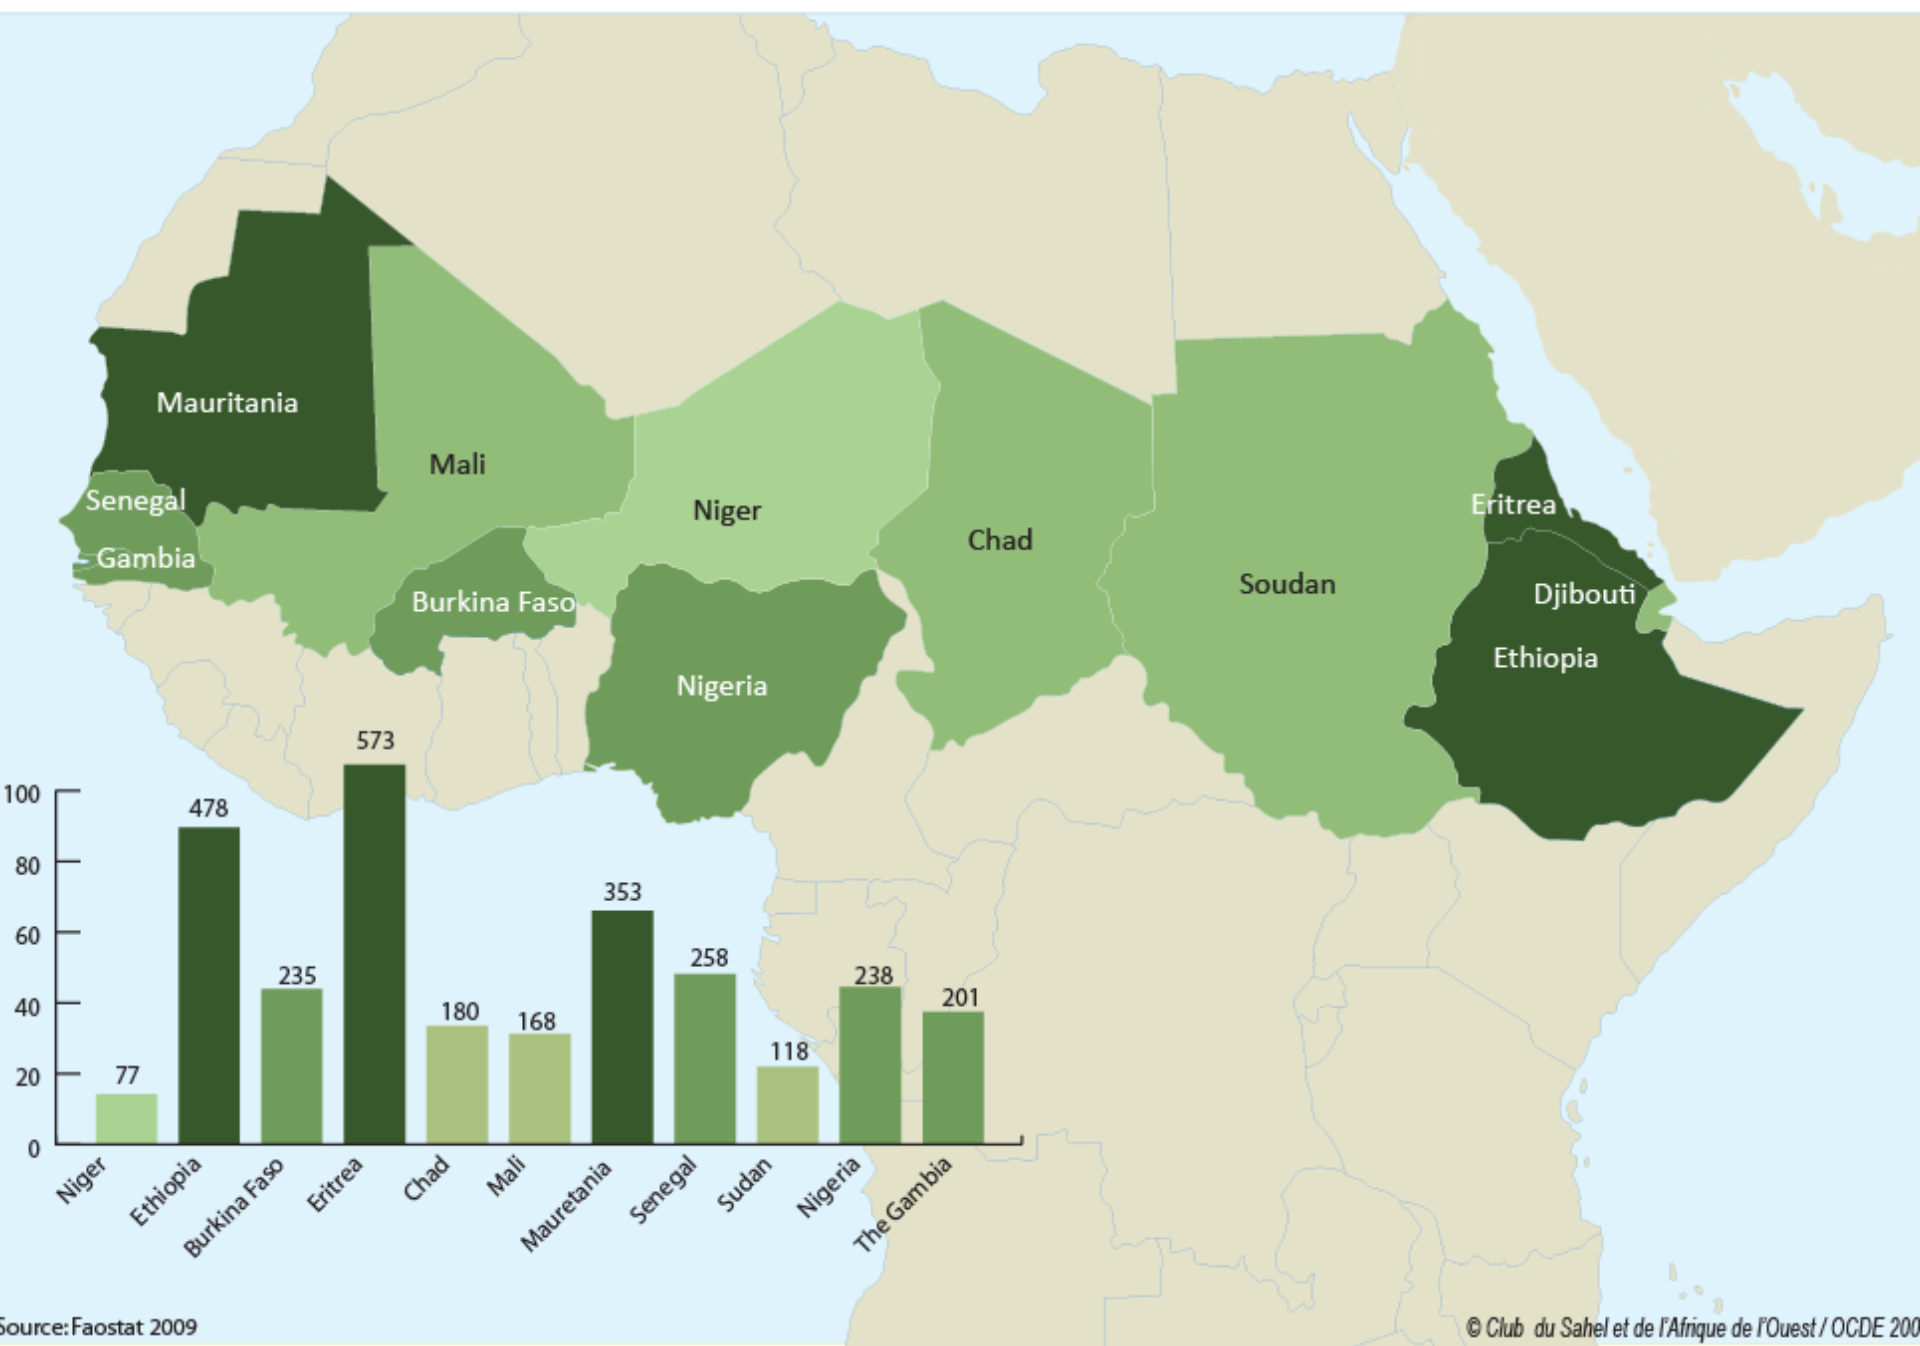 Mauritania
Mali
Senegal
Niger
Eritrea
Chad
Gambia
Soudan
Djibouti
Burkina Faso
Ethiopia
Nigeria
573
100
478
80
353
258
60
235
238
201
40
180
168
118
20
77
0
Niger
Ethiopia
Burkina Faso
Eritrea
Chad
Mali
Mauretania
Senegal
Sudan
Nigeria
The Gambia
Source: Faostat 2009
© Club du Sahel et de l'Afrique de l'Ouest / OCDE 200